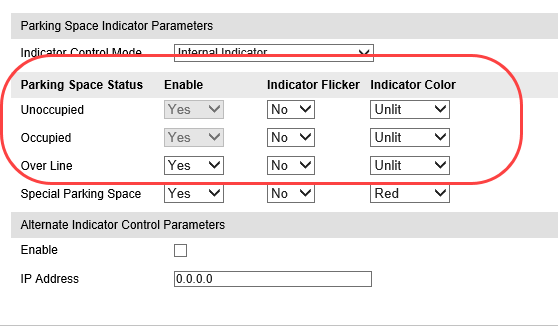 Parking Space Indicator Parameters
Indicator Control Mode Internal Indicator
Parking Space Status Enable Indicator Flicker Indicator Color
Unoccupied Yes No Unlit
Occupied Yes No Unlit
Over Line Yes No Unlit
Special Parking Space Yes No Red
Alternate Indicator Control Parameters
Enable
IP Address 0.0.0.0